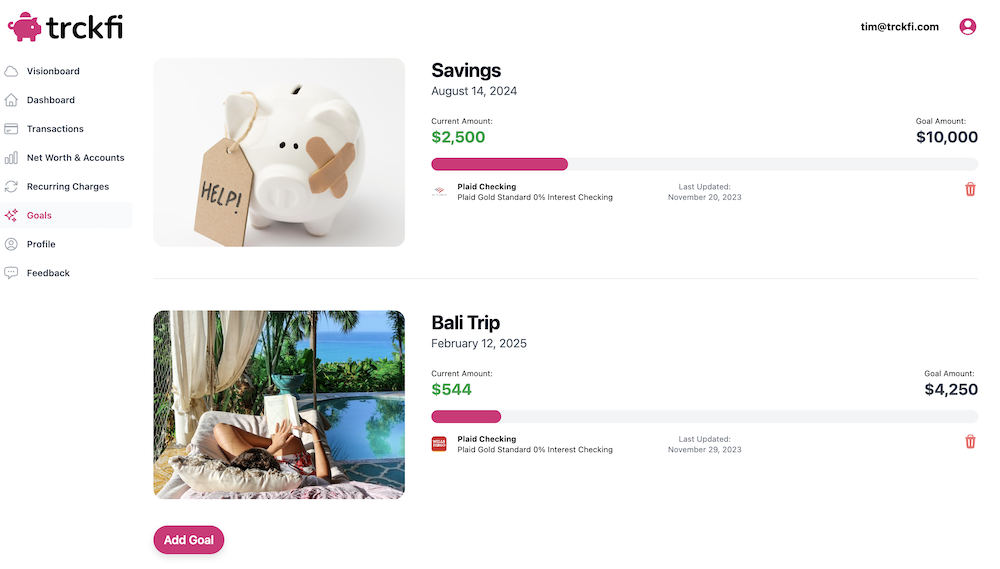 trckfi
tim@trckfi.com
Visionboard
Dashboard
Transactions
Net Worth & Accounts
Recurring Charges
Goals
Profile
Feedback
HELP!
Savings
August 14, 2024
Current Amount:
Goal Amount:
$2,500
$10,000
Plaid Checking
Plaid Gold Standard 0% Interest Checking
Last Updated:
November 20, 2023
Bali Trip
February 12, 2025
Current Amount:
Goal Amount:
$544
$4,250
WELLS
FARGO
Plaid Checking
Plaid Gold Standard 0% Interest Checking
Last Updated:
November 29, 2023
Add Goal